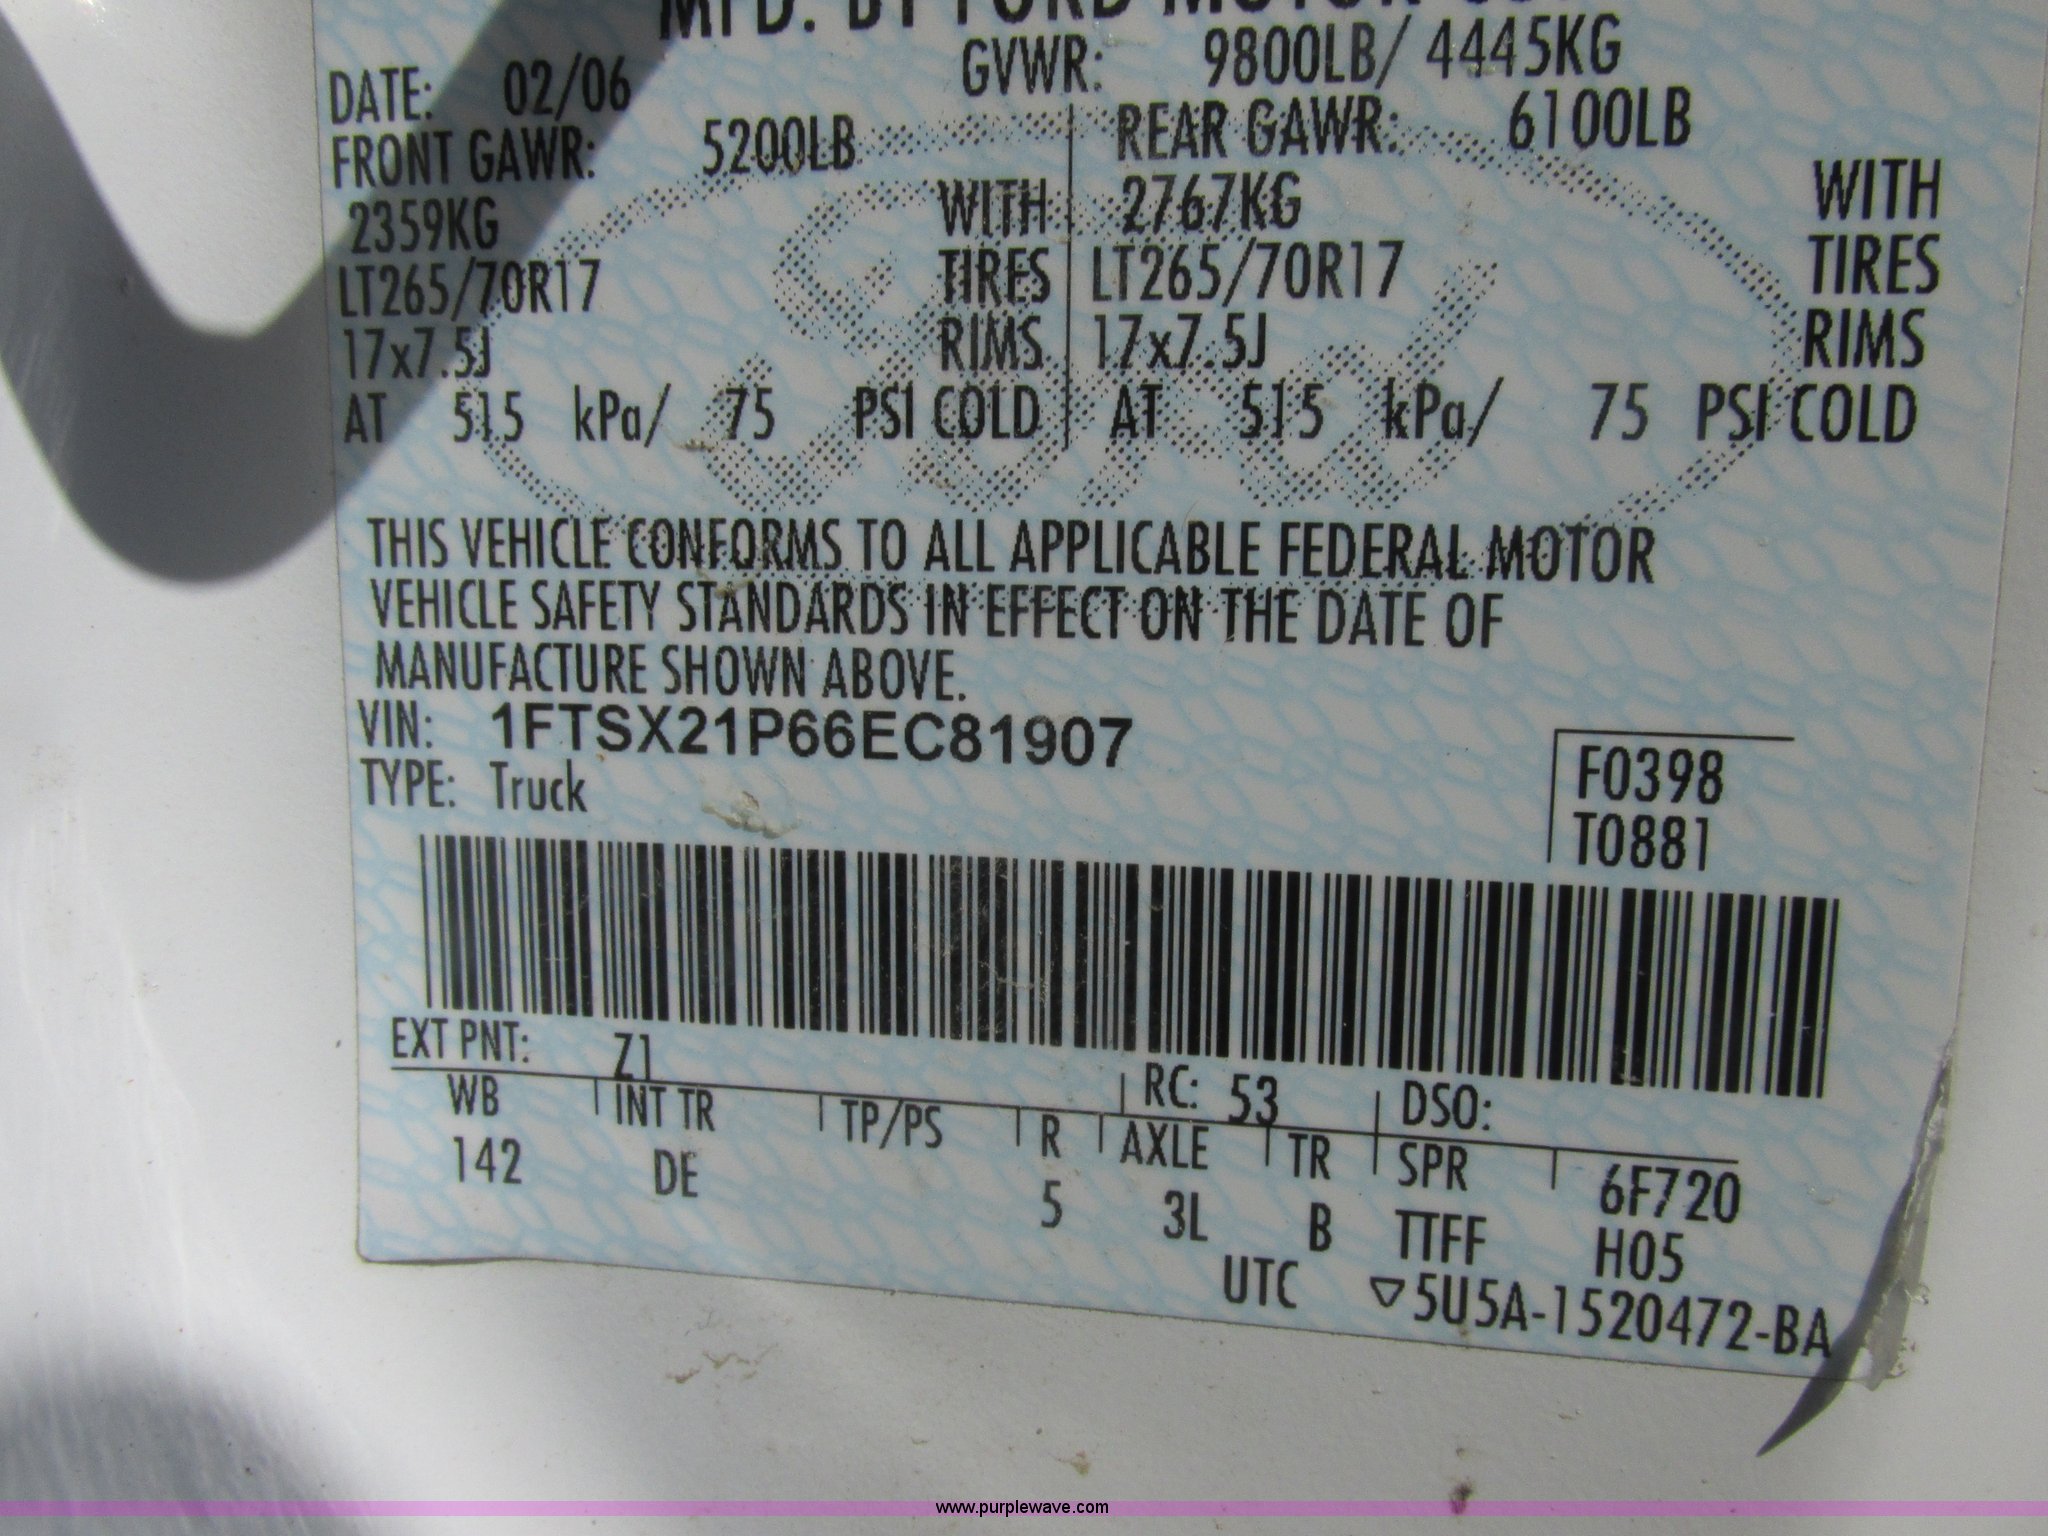 MFD. BY FORD MOTOR CO.
DATE: 02/06 GVWR: 9800LB/ 4445KG
FRONT GAWR: 5200LB REAR GAWR: 6100LB
2359KG WITH 2767KG WITH
LT265/70R17 TIRES LT265/70R17 TIRES
17x7.5J RIMS 17x7.5J RIMS
AT 515 kPa/ 75 PSI COLD AT 515 kPa/ 75 PSI COLD
THIS VEHICLE CONFORMS TO ALL APPLICABLE FEDERAL MOTOR
VEHICLE SAFETY STANDARDS IN EFFECT ON THE DATE OF
MANUFACTURE SHOWN ABOVE.
VIN: 1FTSX21P66EC81907
TYPE: Truck
F0398
T0881
EXT PNT: Z1 RC: 53 DSO:
WB INT TR TP/PS R AXLE TR SPR 6F720
142 DE 5 3L B TTFF H05
UTC ▽5U5A-1520472-BA
www.purplewave.com